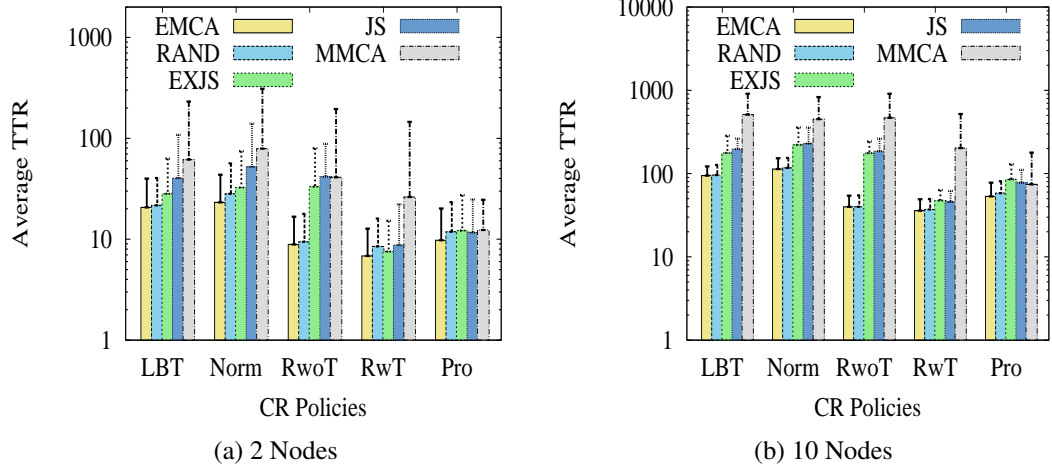 1000
100
10
1
Average TTR
EMCA
RAND
EXJS
JS
MMCA
LBT Norm RwoT RwT Pro
CR Policies
(a) 2 Nodes
10000
1000
100
10
1
Average TTR
EMCA
RAND
EXJS
JS
MMCA
LBT Norm RwoT RwT Pro
CR Policies
(b) 10 Nodes